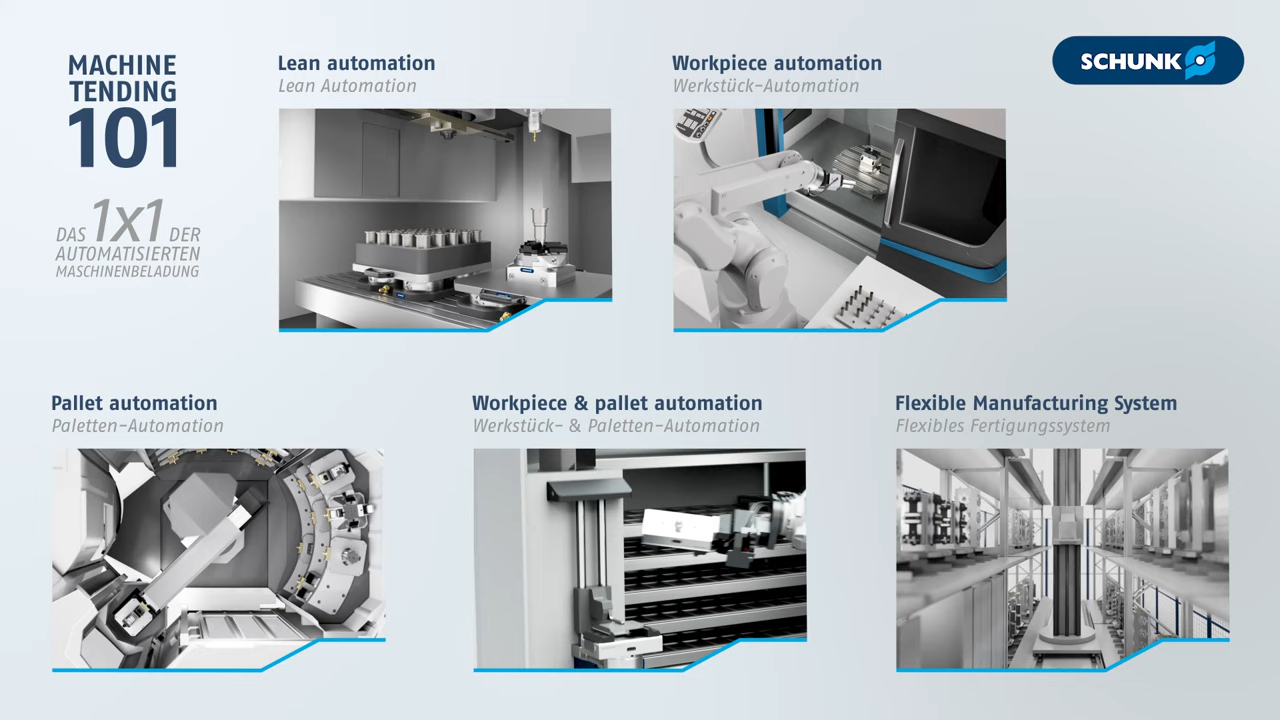 MACHINE
TENDING
101
DAS 1x1 DER
AUTOMATISIERTEN
MASCHINENBELADUNG
Lean automation
Lean Automation
Workpiece automation
Werkstück-Automation
SCHUNK
Pallet automation
Paletten-Automation
Workpiece & pallet automation
Werkstück- & Paletten-Automation
Flexible Manufacturing System
Flexibles Fertigungssystem